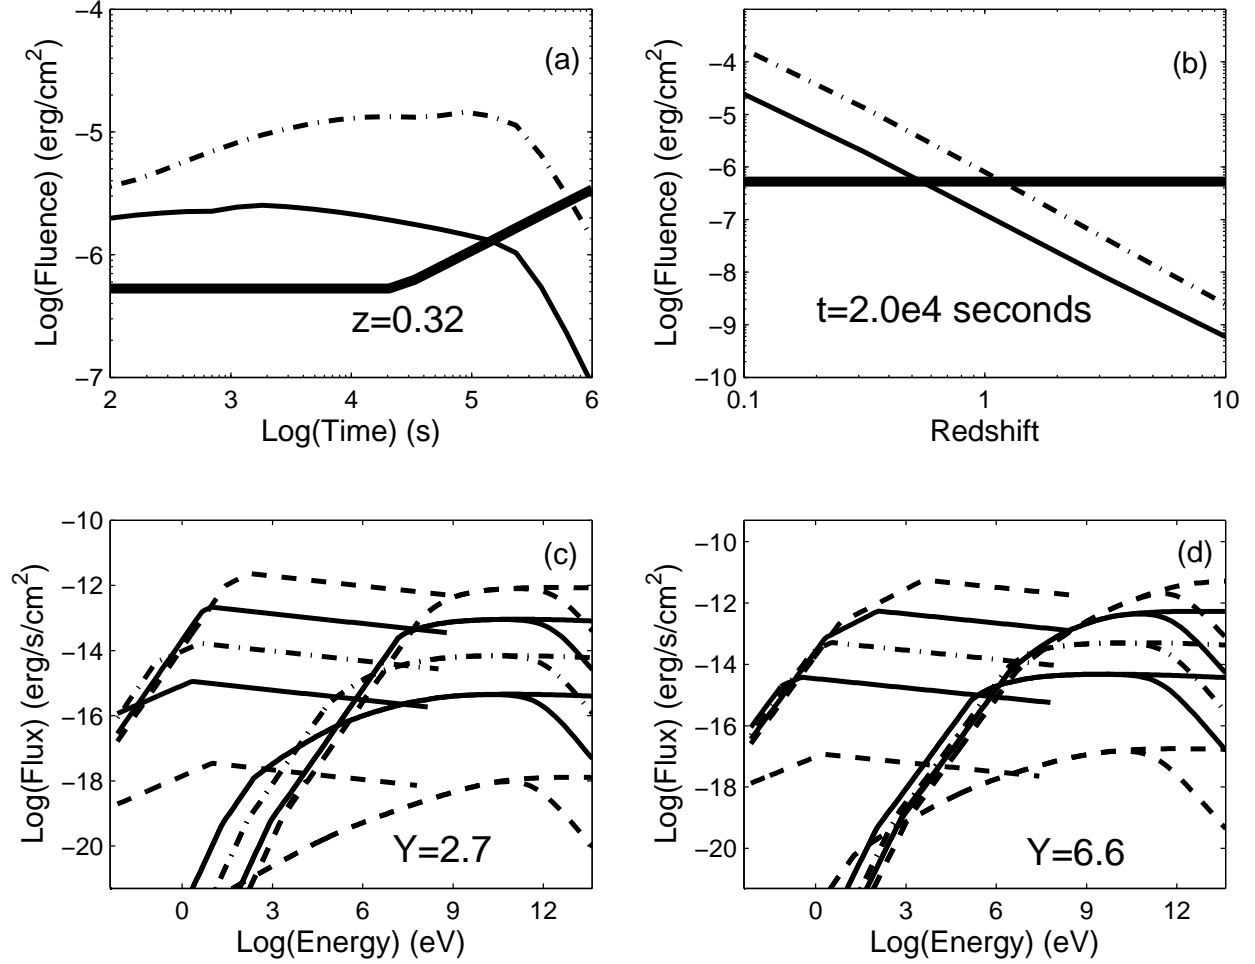 −4
−5
−6
−7
Log(Fluence) (erg/cm²)
(a)
z=0.32
2 3 4 5 6
Log(Time) (s)
−4
−5
−6
−7
−8
−9
−10
Log(Fluence) (erg/cm²)
(b)
t=2.0e4 seconds
0.1 1 10
Redshift
−10
−12
−14
−16
−18
−20
Log(Flux) (erg/s/cm²)
(c)
Y=2.7
0 3 6 9 12
Log(Energy) (eV)
−10
−12
−14
−16
−18
−20
Log(Flux) (erg/s/cm²)
(d)
Y=6.6
0 3 6 9 12
Log(Energy) (eV)